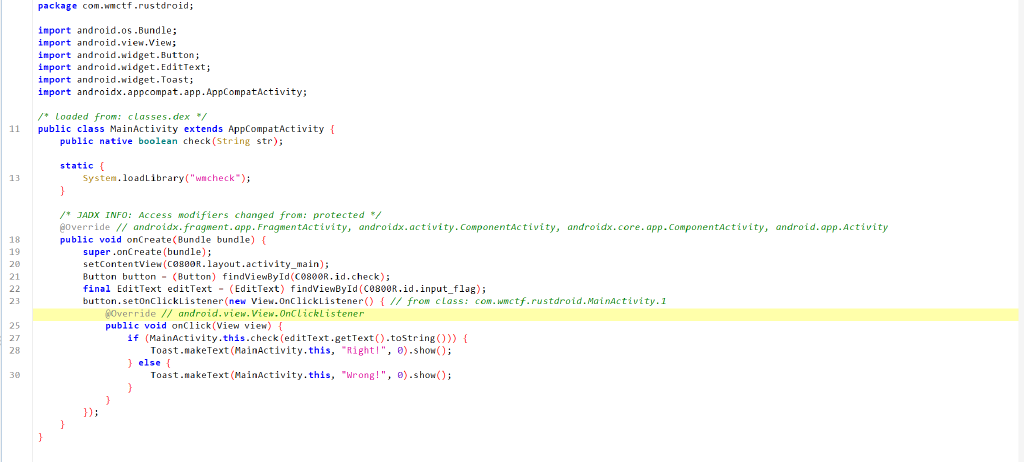 package com.wmctf.rustdroid;
import android.os.Bundle;
import android.view.View;
import android.widget.Button;
import android.widget.EditText;
import android.widget.Toast;
import androidx.appcompat.app.AppCompatActivity;
/* loaded from: classes.dex */
11 public class MainActivity extends AppCompatActivity {
public native boolean check(String str);
static {
13 System.loadLibrary("wmcheck");
}
/* JADX INFO: Access modifiers changed from: protected */
@Override // androidx.fragment.app.FragmentActivity, androidx.activity.ComponentActivity, androidx.core.app.ComponentActivity, android.app.Activity
18 public void onCreate(Bundle bundle) {
19 super.onCreate(bundle);
20 setContentView(C0800R.layout.activity_main);
21 Button button = (Button) findViewById(C0800R.id.check);
22 final EditText editText = (EditText) findViewById(C0800R.id.input_flag);
23 button.setOnClickListener(new View.OnClickListener() { // from class: com.wmctf.rustdroid.MainActivity.1
@Override // android.view.View.OnClickListener
25 public void onClick(View view) {
27 if (MainActivity.this.check(editText.getText().toString())) {
28 Toast.makeText(MainActivity.this, "Right!", 0).show();
} else {
30 Toast.makeText(MainActivity.this, "Wrong!", 0).show();
}
}
});
}
}